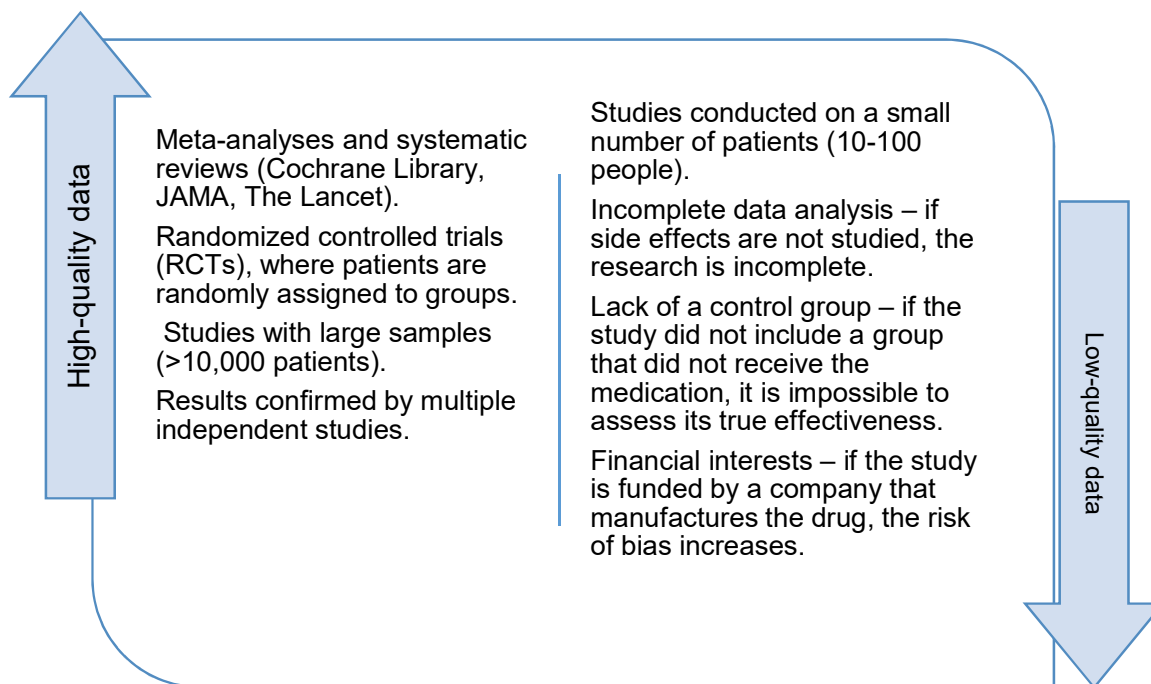 High-quality data
Meta-analyses and systematic
reviews (Cochrane Library,
JAMA, The Lancet).
Randomized controlled trials
(RCTs), where patients are
randomly assigned to groups.
Studies with large samples
(>10,000 patients).
Results confirmed by multiple
independent studies.
Studies conducted on a small
number of patients (10-100
people).
Incomplete data analysis – if
side effects are not studied, the
research is incomplete.
Lack of a control group – if the
study did not include a group
that did not receive the
medication, it is impossible to
assess its true effectiveness.
Financial interests – if the study
is funded by a company that
manufactures the drug, the risk
of bias increases.
Low-quality data